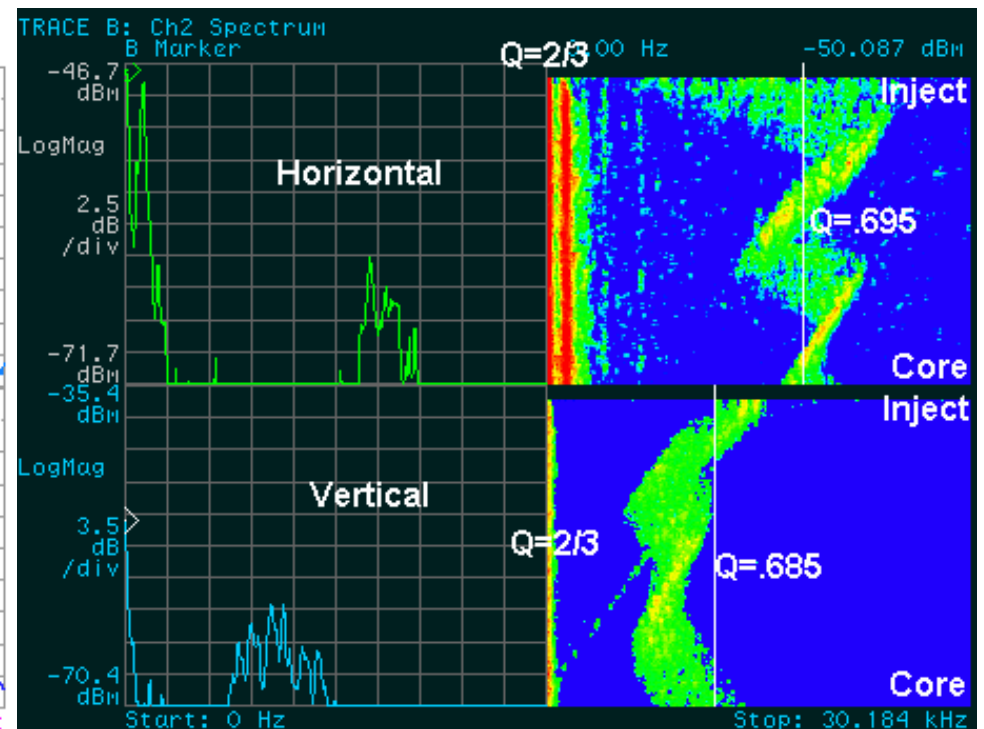 TRACE B: Ch2 Spectrum
B Marker
00 Hz
-50.087 dBm
Q=2/3
-46.7
dBm
LogMag
2.5
dB
/div
-71.7
dBm
Horizontal
Inject
Q=.695
Core
-35.4
dBm
LogMag
3.5
dB
/div
-70.4
dBm
Vertical
Inject
Q=2/3
Q=.685
Core
Start: 0 Hz
Stop: 30.184 kHz